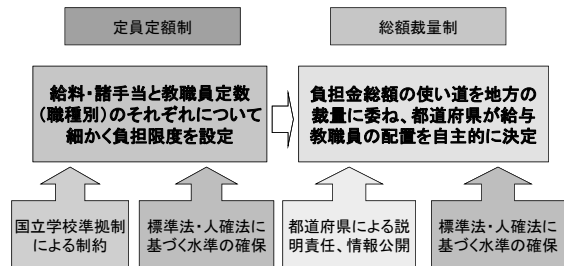 定員定額制
総額裁量制
給料・諸手当と教職員定数
（職種別）のそれぞれについて
細かく負担限度を設定
負担金総額の使い道を地方の
裁量に委ね、都道府県が給与
教職員の配置を自主的に決定
国立学校準拠制
による制約
標準法・人確法に
基づく水準の確保
都道府県による説
明責任、情報公開
標準法・人確法に
基づく水準の確保